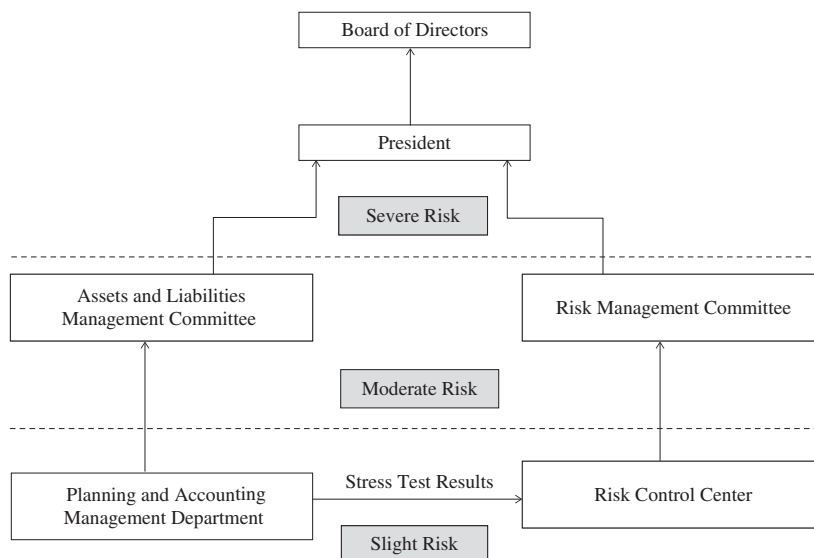 Board of Directors
President
Severe Risk
Assets and Liabilities
Management Committee
Risk Management Committee
Moderate Risk
Planning and Accounting
Management Department
Stress Test Results
Risk Control Center
Slight Risk